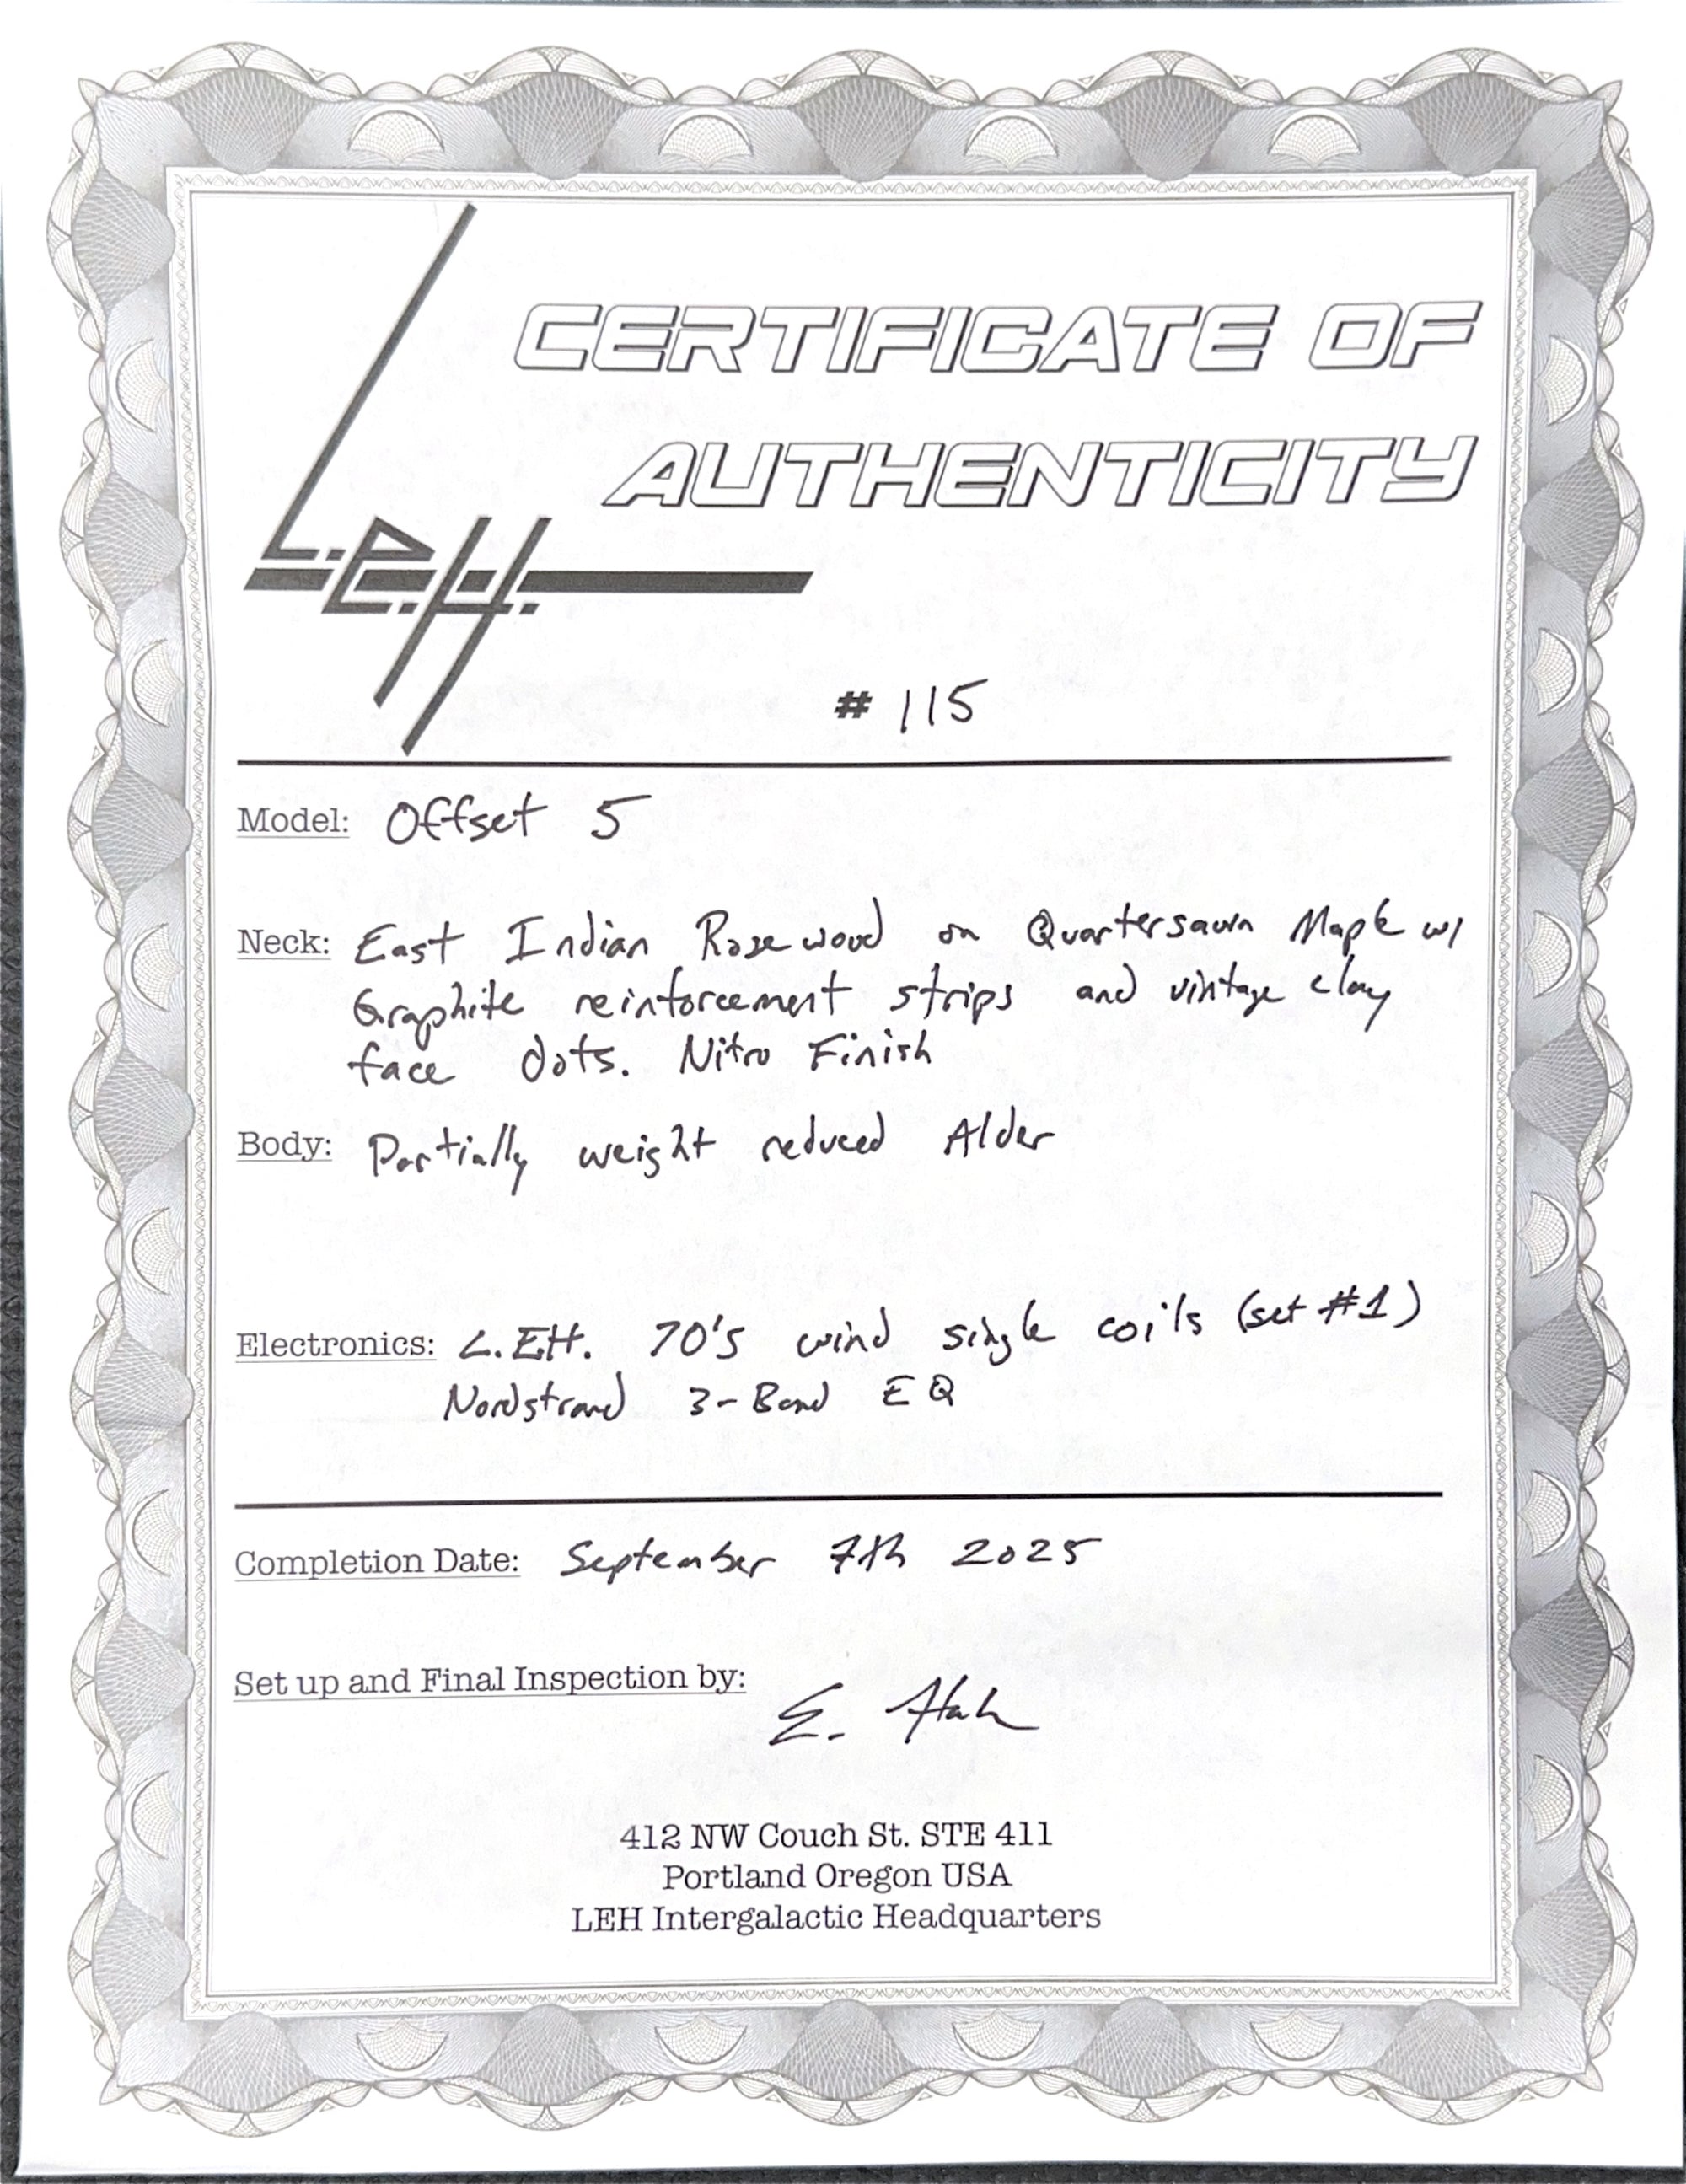 CERTIFICATE OF
AUTHENTICITY
L.E.H.
# 115
Model: Offset 5
Neck: East Indian Rosewood on Quartersawn Maple w/
Graphite reinforcement strips and vintage clay
face dots. Nitro Finish
Body: Partially weight reduced Alder
Electronics: L.EH. 70's wind single coils (set #1)
Nordstrand 3-Band EQ
Completion Date: September 7th 2025
Set up and Final Inspection by:
E.
412 NW Couch St. STE 411
Portland Oregon USA
LEH Intergalactic Headquarters